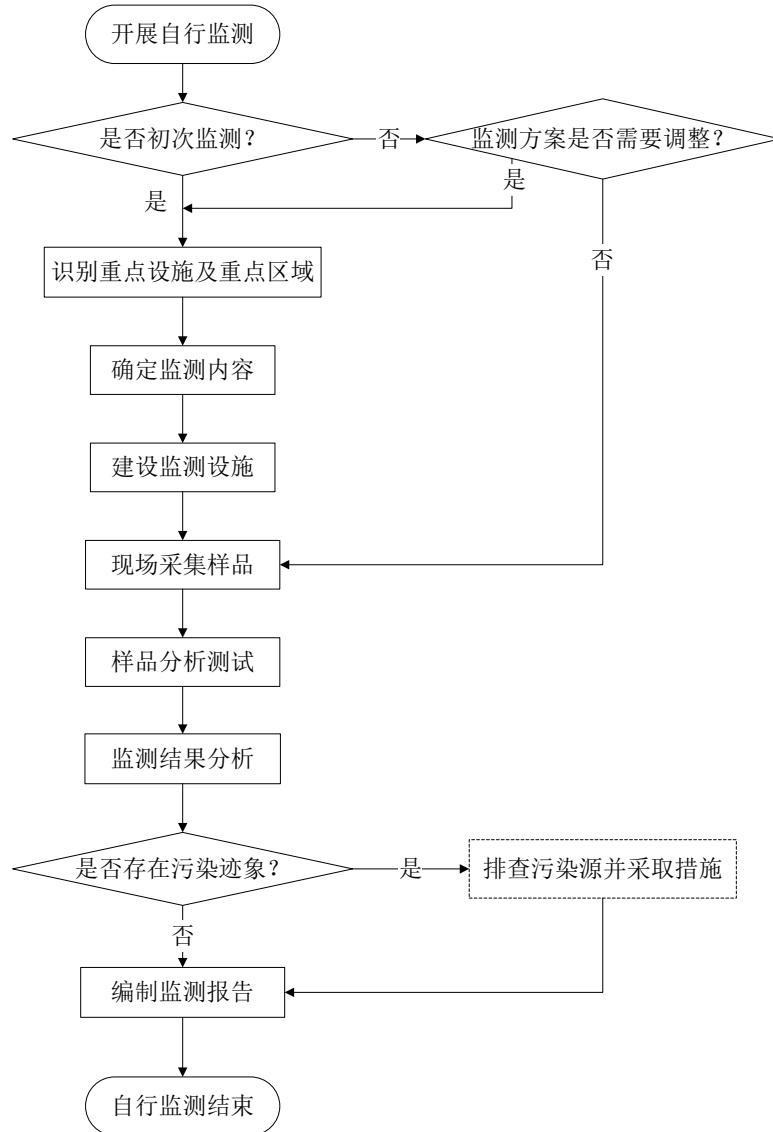 开展自行监测
是否初次监测？
否
监测方案是否需要调整？
是
是
识别重点设施及重点区域
否
确定监测内容
建设监测设施
现场采集样品
样品分析测试
监测结果分析
是否存在污染迹象？
是
排查污染源并采取措施
否
编制监测报告
自行监测结束